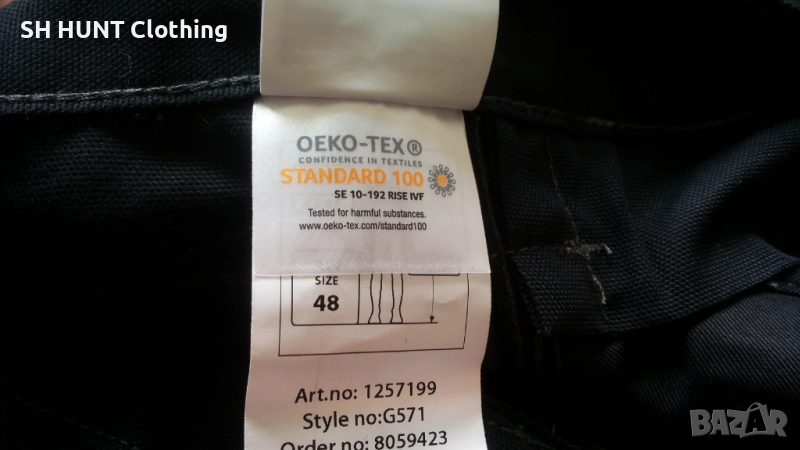 SH HUNT Clothing
OEKO-TEX®
CONFIDENCE IN TEXTILES
STANDARD 100
SE 10-192 RISE IVF
Tested for harmful substances.
www.oeko-tex.com/standard100
SIZE
48
Art.no: 1257199
Style no:G571
Order no: 8059423
BAZAR